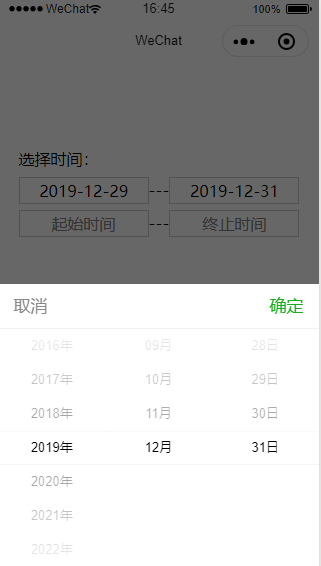 WeChat 16:45 100%
WeChat
选择时间：
2019-12-29---2019-12-31
起始时间---终止时间
取消 确定
2016年 09月 28日
2017年 10月 29日
2018年 11月 30日
2019年 12月 31日
2020年
2021年
2022年